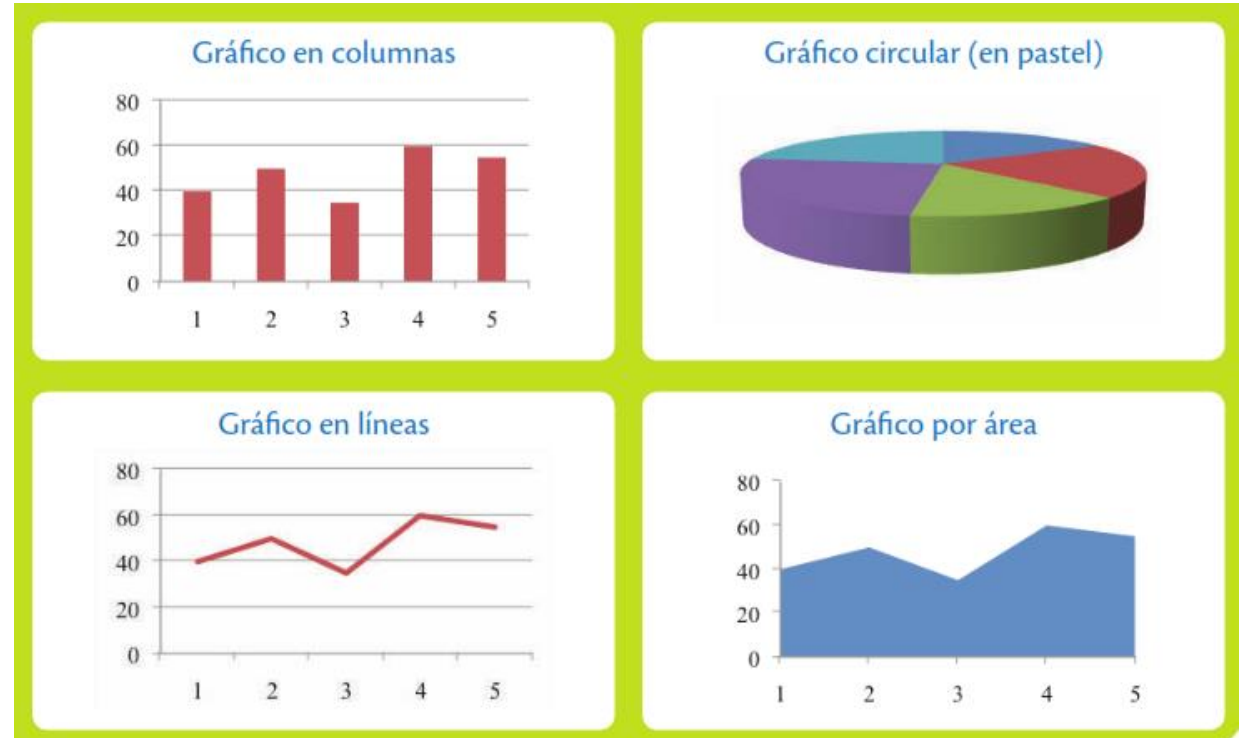 Gráfico en columnas
80
60
40
20
0
1 2 3 4 5
Gráfico circular (en pastel)
Gráfico en líneas
80
60
40
20
0
1 2 3 4 5
Gráfico por área
80
60
40
20
0
1 2 3 4 5